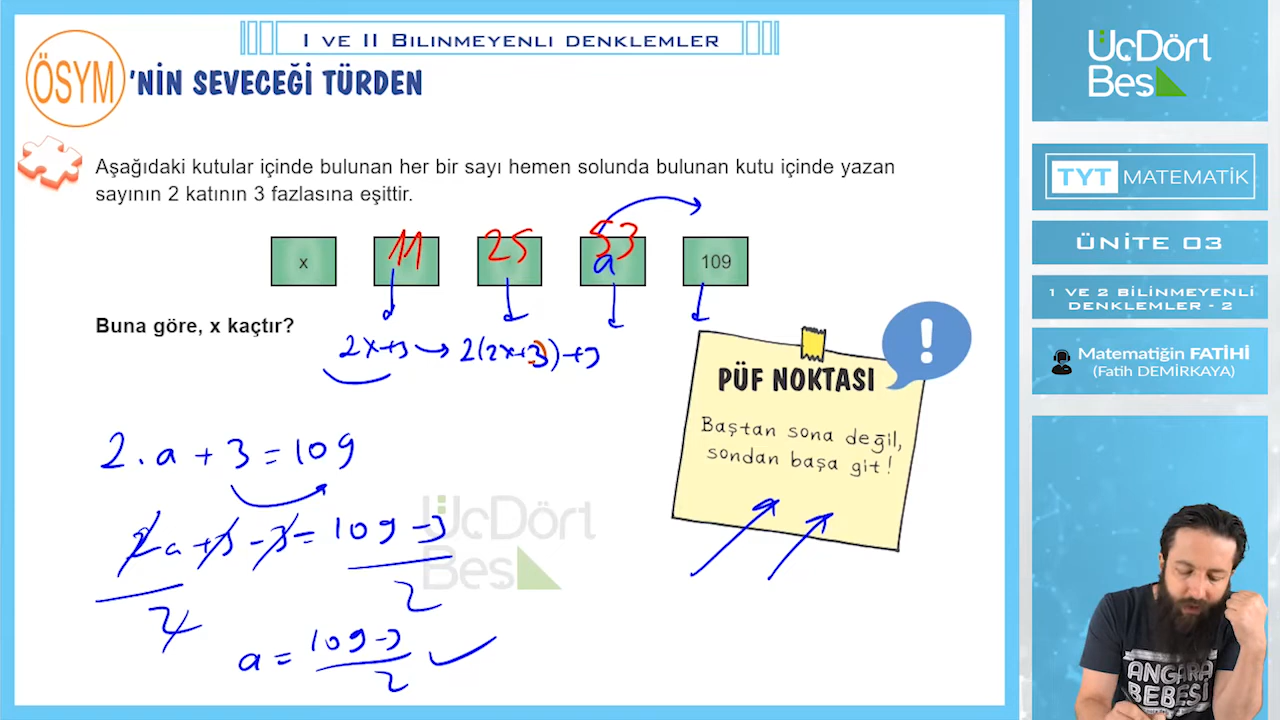 I VE II BILINMEYENLI DENKLEMLER
ÖSYM'NİN SEVECEĞİ TÜRDEN
Aşağıdaki kutular içinde bulunan her bir sayı hemen solunda bulunan kutu içinde yazan
sayının 2 katının 3 fazlasına eşittir.
x 11 25 53 109
a
Buna göre, x kaçtır?
2x+3 → 2(2x+3)+3
PÜF NOKTASI
Baştan sona değil,
sondan başa git!
!
2.a + 3 = 109
2a + 3 - 3 = 109 - 3
2 2
a = 109-3
2
ÜçDört
Beş
ÜçDört
Beş
TYT MATEMATİK
ÜNİTE 03
1 VE 2 BİLİNMEYENLİ
DENKLEMLER - 2
Matematiğin FATİHİ
(Fatih DEMİRKAYA)
ANGARA
BEBESİ